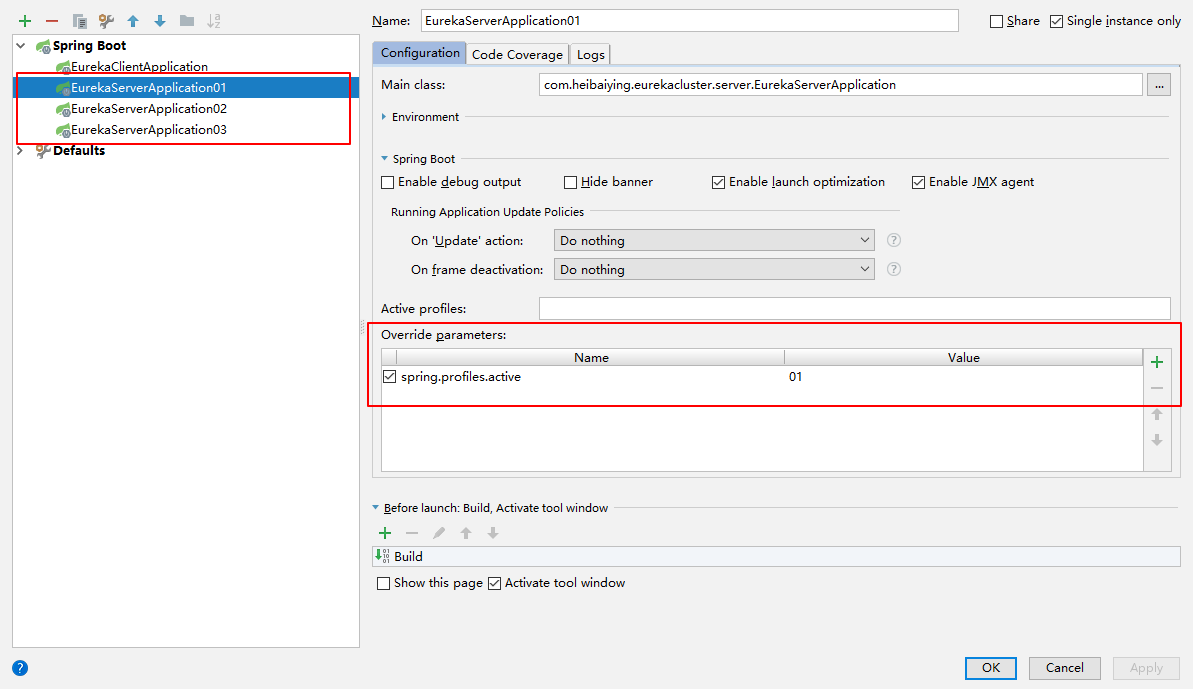 Name: EurekaServerApplication01 Share Single instance only
Spring Boot
EurekaClientApplication
EurekaServerApplication01
EurekaServerApplication02
EurekaServerApplication03
Defaults
Configuration Code Coverage Logs
Main class: com.heibaiying.eurekacluster.server.EurekaServerApplication ...
Environment
Spring Boot
Enable debug output Hide banner Enable launch optimization Enable JMX agent
Running Application Update Policies
On 'Update' action: Do nothing ?
On frame deactivation: Do nothing ?
Active profiles:
Override parameters:
Name Value
spring.profiles.active 01
Before launch: Build, Activate tool window
Build
Show this page Activate tool window
? OK Cancel Apply